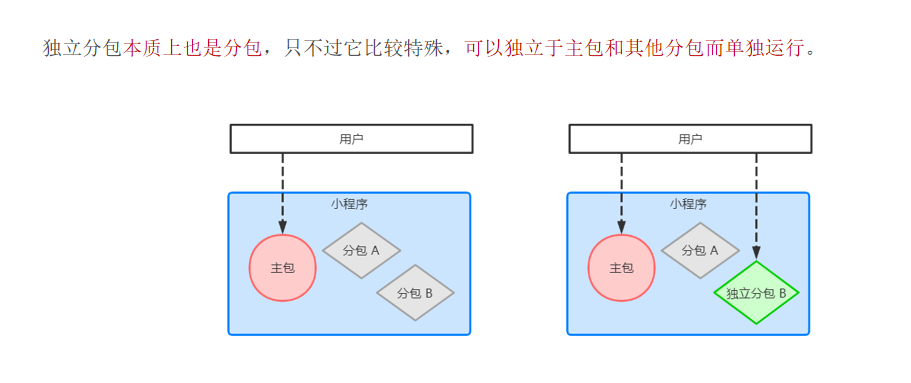 独立分包本质上也是分包，只不过它比较特殊，可以独立于主包和其他分包而单独运行。
用户
小程序
主包
分包 A
分包 B
用户
小程序
主包
分包 A
独立分包 B